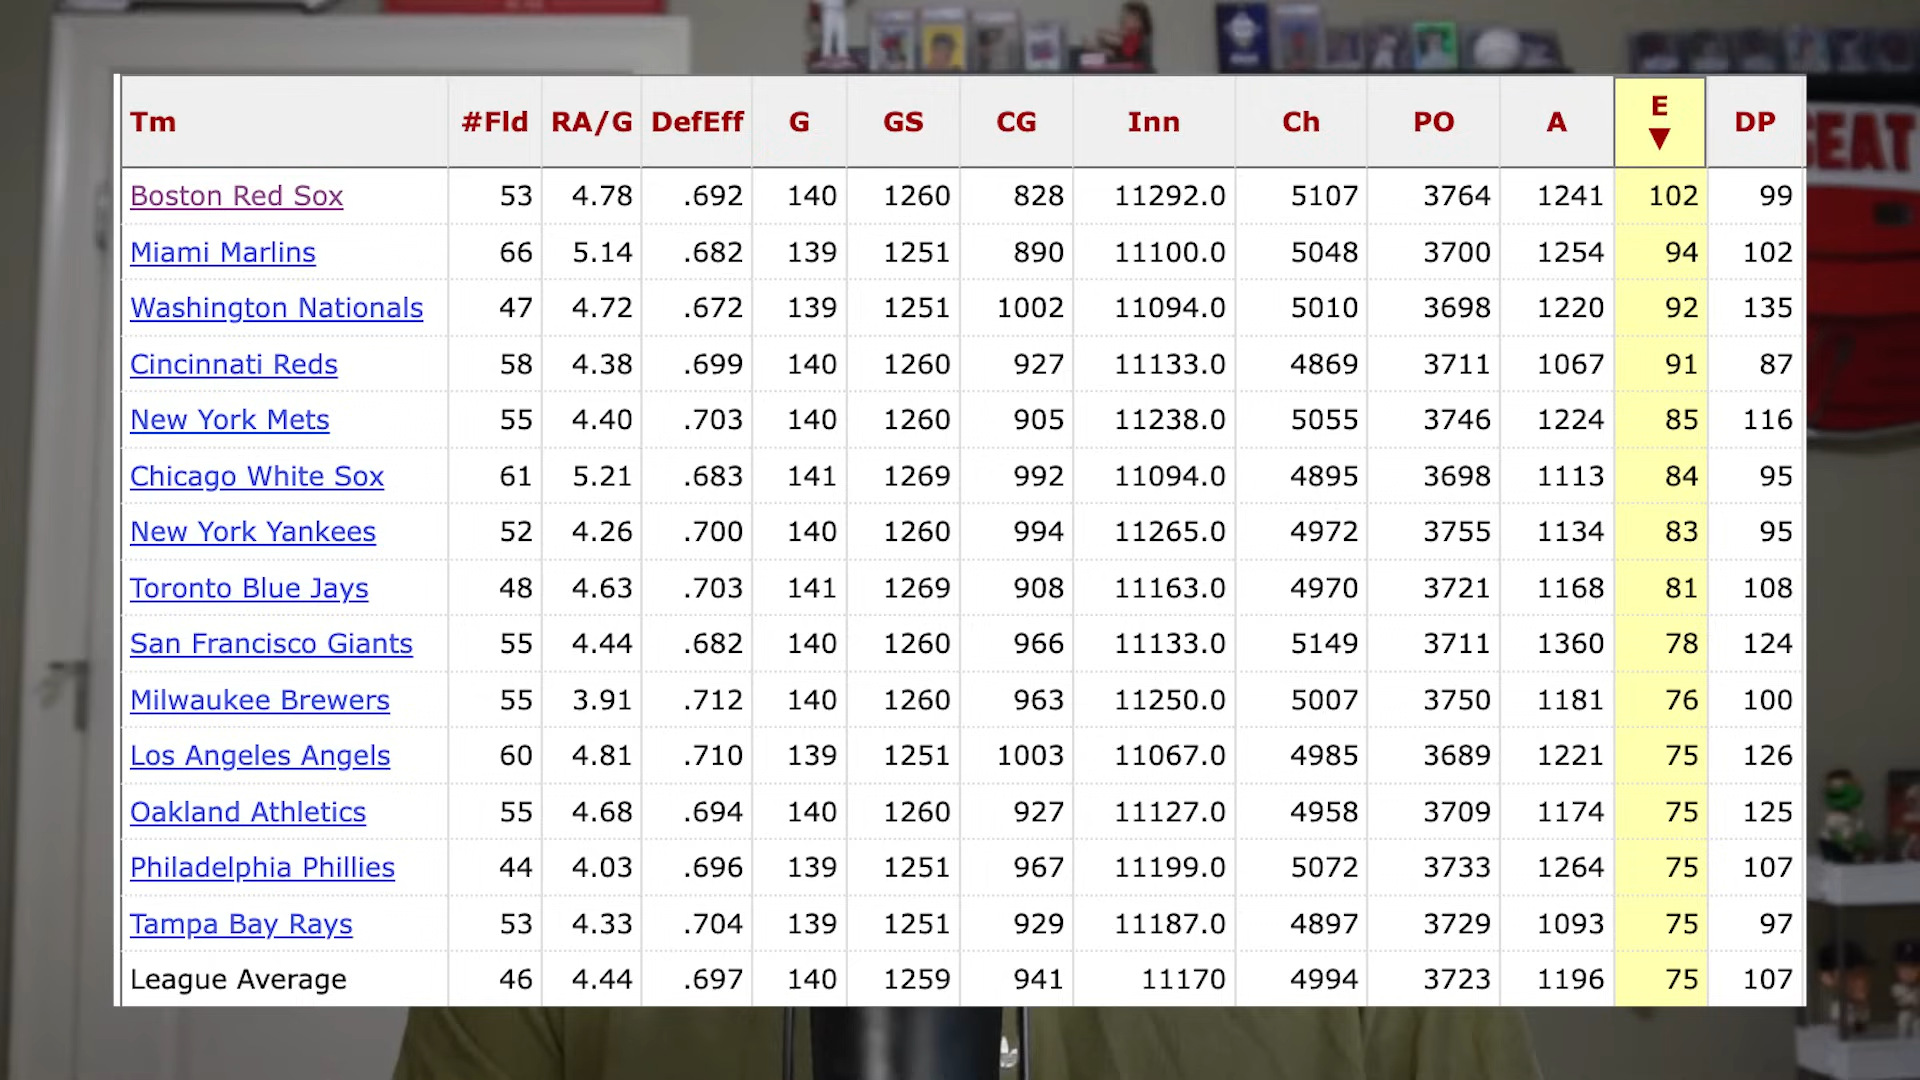 Tm #Fld RA/G DefEff G GS CG Inn Ch PO A E ▼ DP
Boston Red Sox 53 4.78 .692 140 1260 828 11292.0 5107 3764 1241 102 99
Miami Marlins 66 5.14 .682 139 1251 890 11100.0 5048 3700 1254 94 102
Washington Nationals 47 4.72 .672 139 1251 1002 11094.0 5010 3698 1220 92 135
Cincinnati Reds 58 4.38 .699 140 1260 927 11133.0 4869 3711 1067 91 87
New York Mets 55 4.40 .703 140 1260 905 11238.0 5055 3746 1224 85 116
Chicago White Sox 61 5.21 .683 141 1269 992 11094.0 4895 3698 1113 84 95
New York Yankees 52 4.26 .700 140 1260 994 11265.0 4972 3755 1134 83 95
Toronto Blue Jays 48 4.63 .703 141 1269 908 11163.0 4970 3721 1168 81 108
San Francisco Giants 55 4.44 .682 140 1260 966 11133.0 5149 3711 1360 78 124
Milwaukee Brewers 55 3.91 .712 140 1260 963 11250.0 5007 3750 1181 76 100
Los Angeles Angels 60 4.81 .710 139 1251 1003 11067.0 4985 3689 1221 75 126
Oakland Athletics 55 4.68 .694 140 1260 927 11127.0 4958 3709 1174 75 125
Philadelphia Phillies 44 4.03 .696 139 1251 967 11199.0 5072 3733 1264 75 107
Tampa Bay Rays 53 4.33 .704 139 1251 929 11187.0 4897 3729 1093 75 97
League Average 46 4.44 .697 140 1259 941 11170 4994 3723 1196 75 107
SEAT